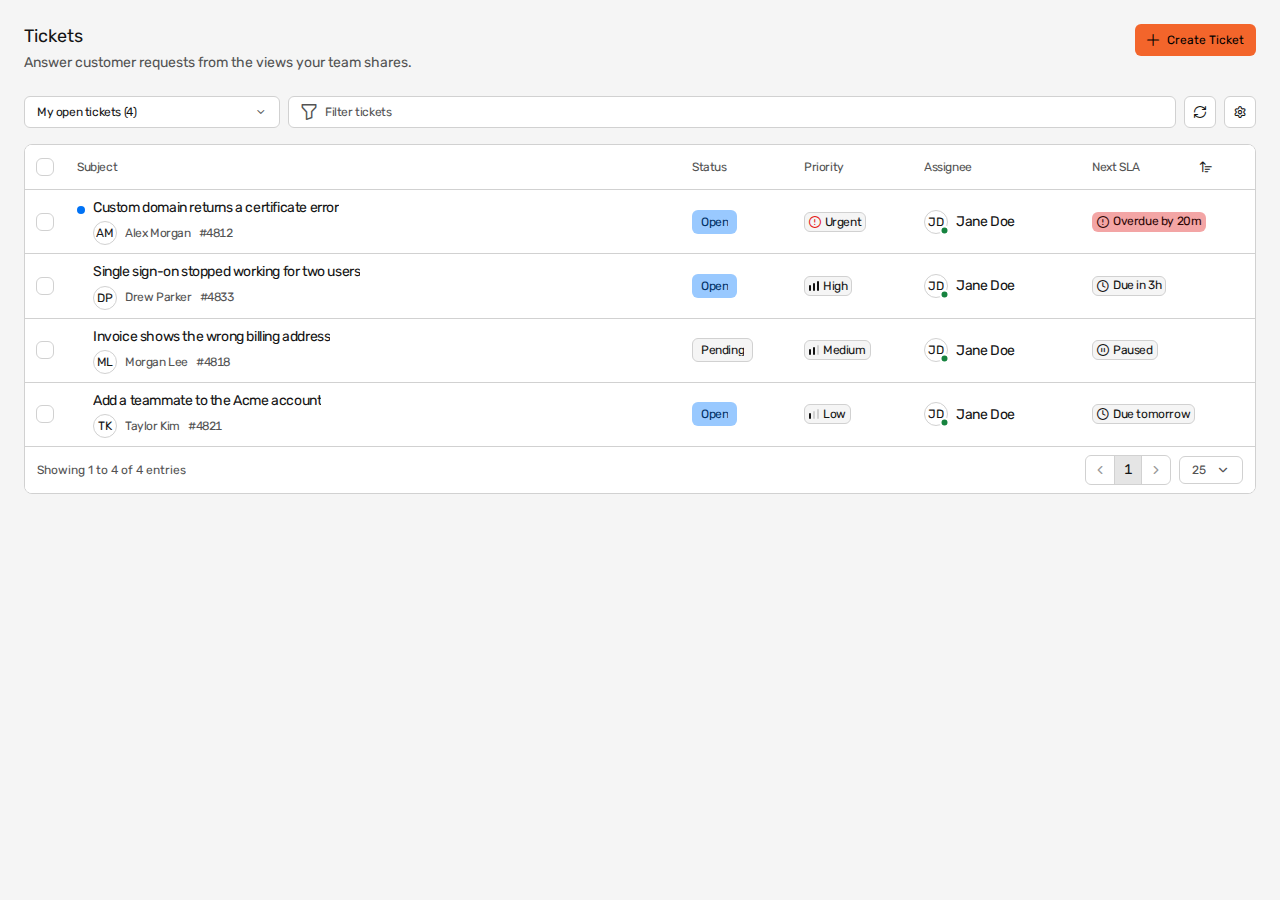 Tickets
Create Ticket
Answer customer requests from the views your team shares.
My open tickets (4)
Filter tickets
Subject Status Priority Assignee Next SLA
Custom domain returns a certificate error
AM Alex Morgan #4812 Open Urgent JD Jane Doe Overdue by 20m
Single sign-on stopped working for two users
DP Drew Parker #4833 Open High JD Jane Doe Due in 3h
Invoice shows the wrong billing address
ML Morgan Lee #4818 Pending Medium JD Jane Doe Paused
Add a teammate to the Acme account
TK Taylor Kim #4821 Open Low JD Jane Doe Due tomorrow
Showing 1 to 4 of 4 entries 1 25